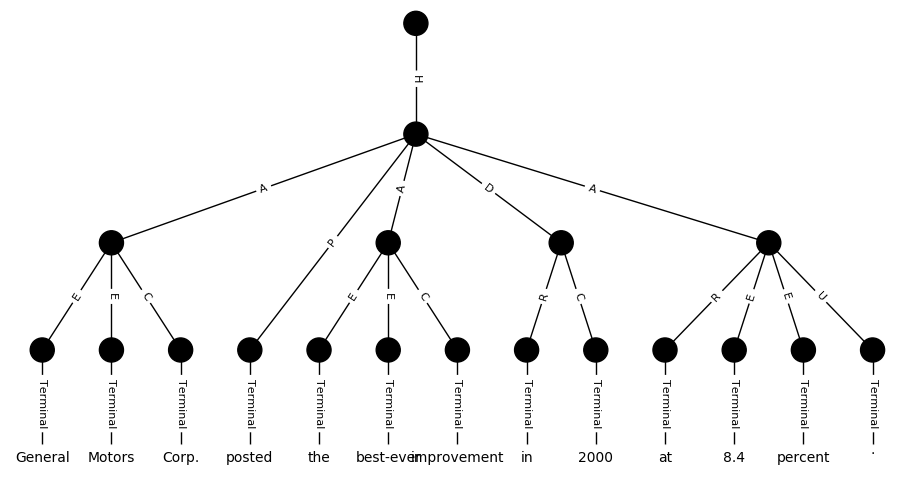 H
A P A D A
E E C E E C R C R E E U
Terminal Terminal Terminal Terminal Terminal Terminal Terminal Terminal Terminal Terminal Terminal Terminal Terminal
General Motors Corp. posted the best-ever improvement in 2000 at 8.4 percent .